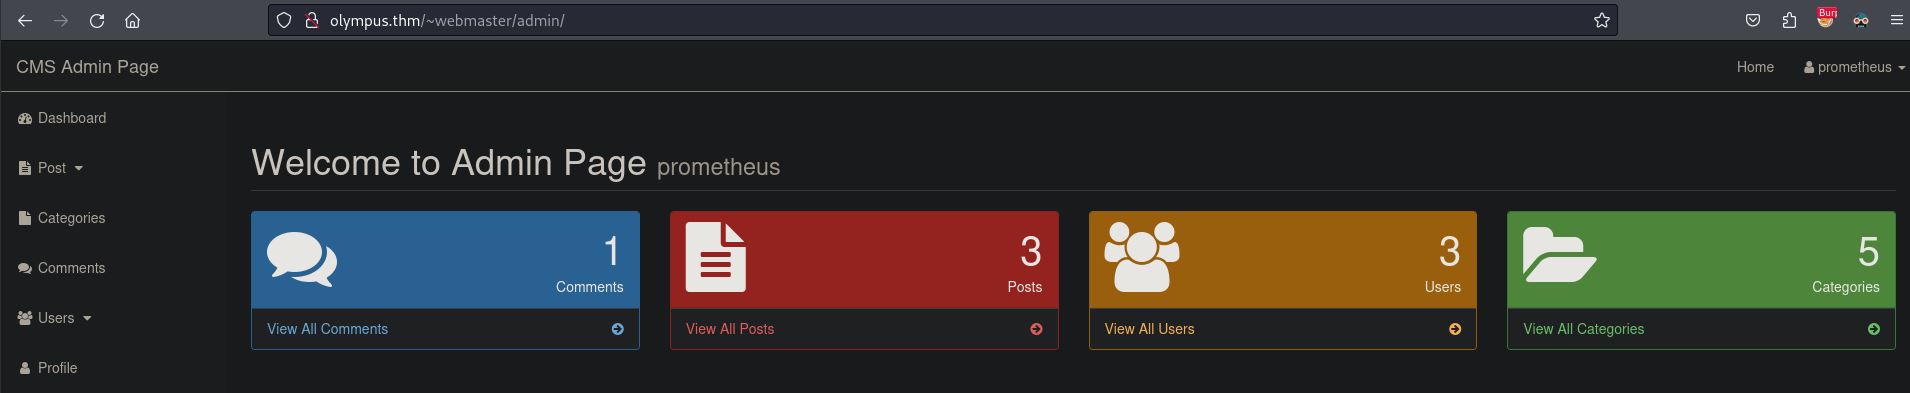 olympus.thm/~webmaster/admin/
Burp
CMS Admin Page
Home prometheus
Dashboard
Post
Categories
Comments
Users
Profile
Welcome to Admin Page prometheus
1
Comments
View All Comments
3
Posts
View All Posts
3
Users
View All Users
5
Categories
View All Categories